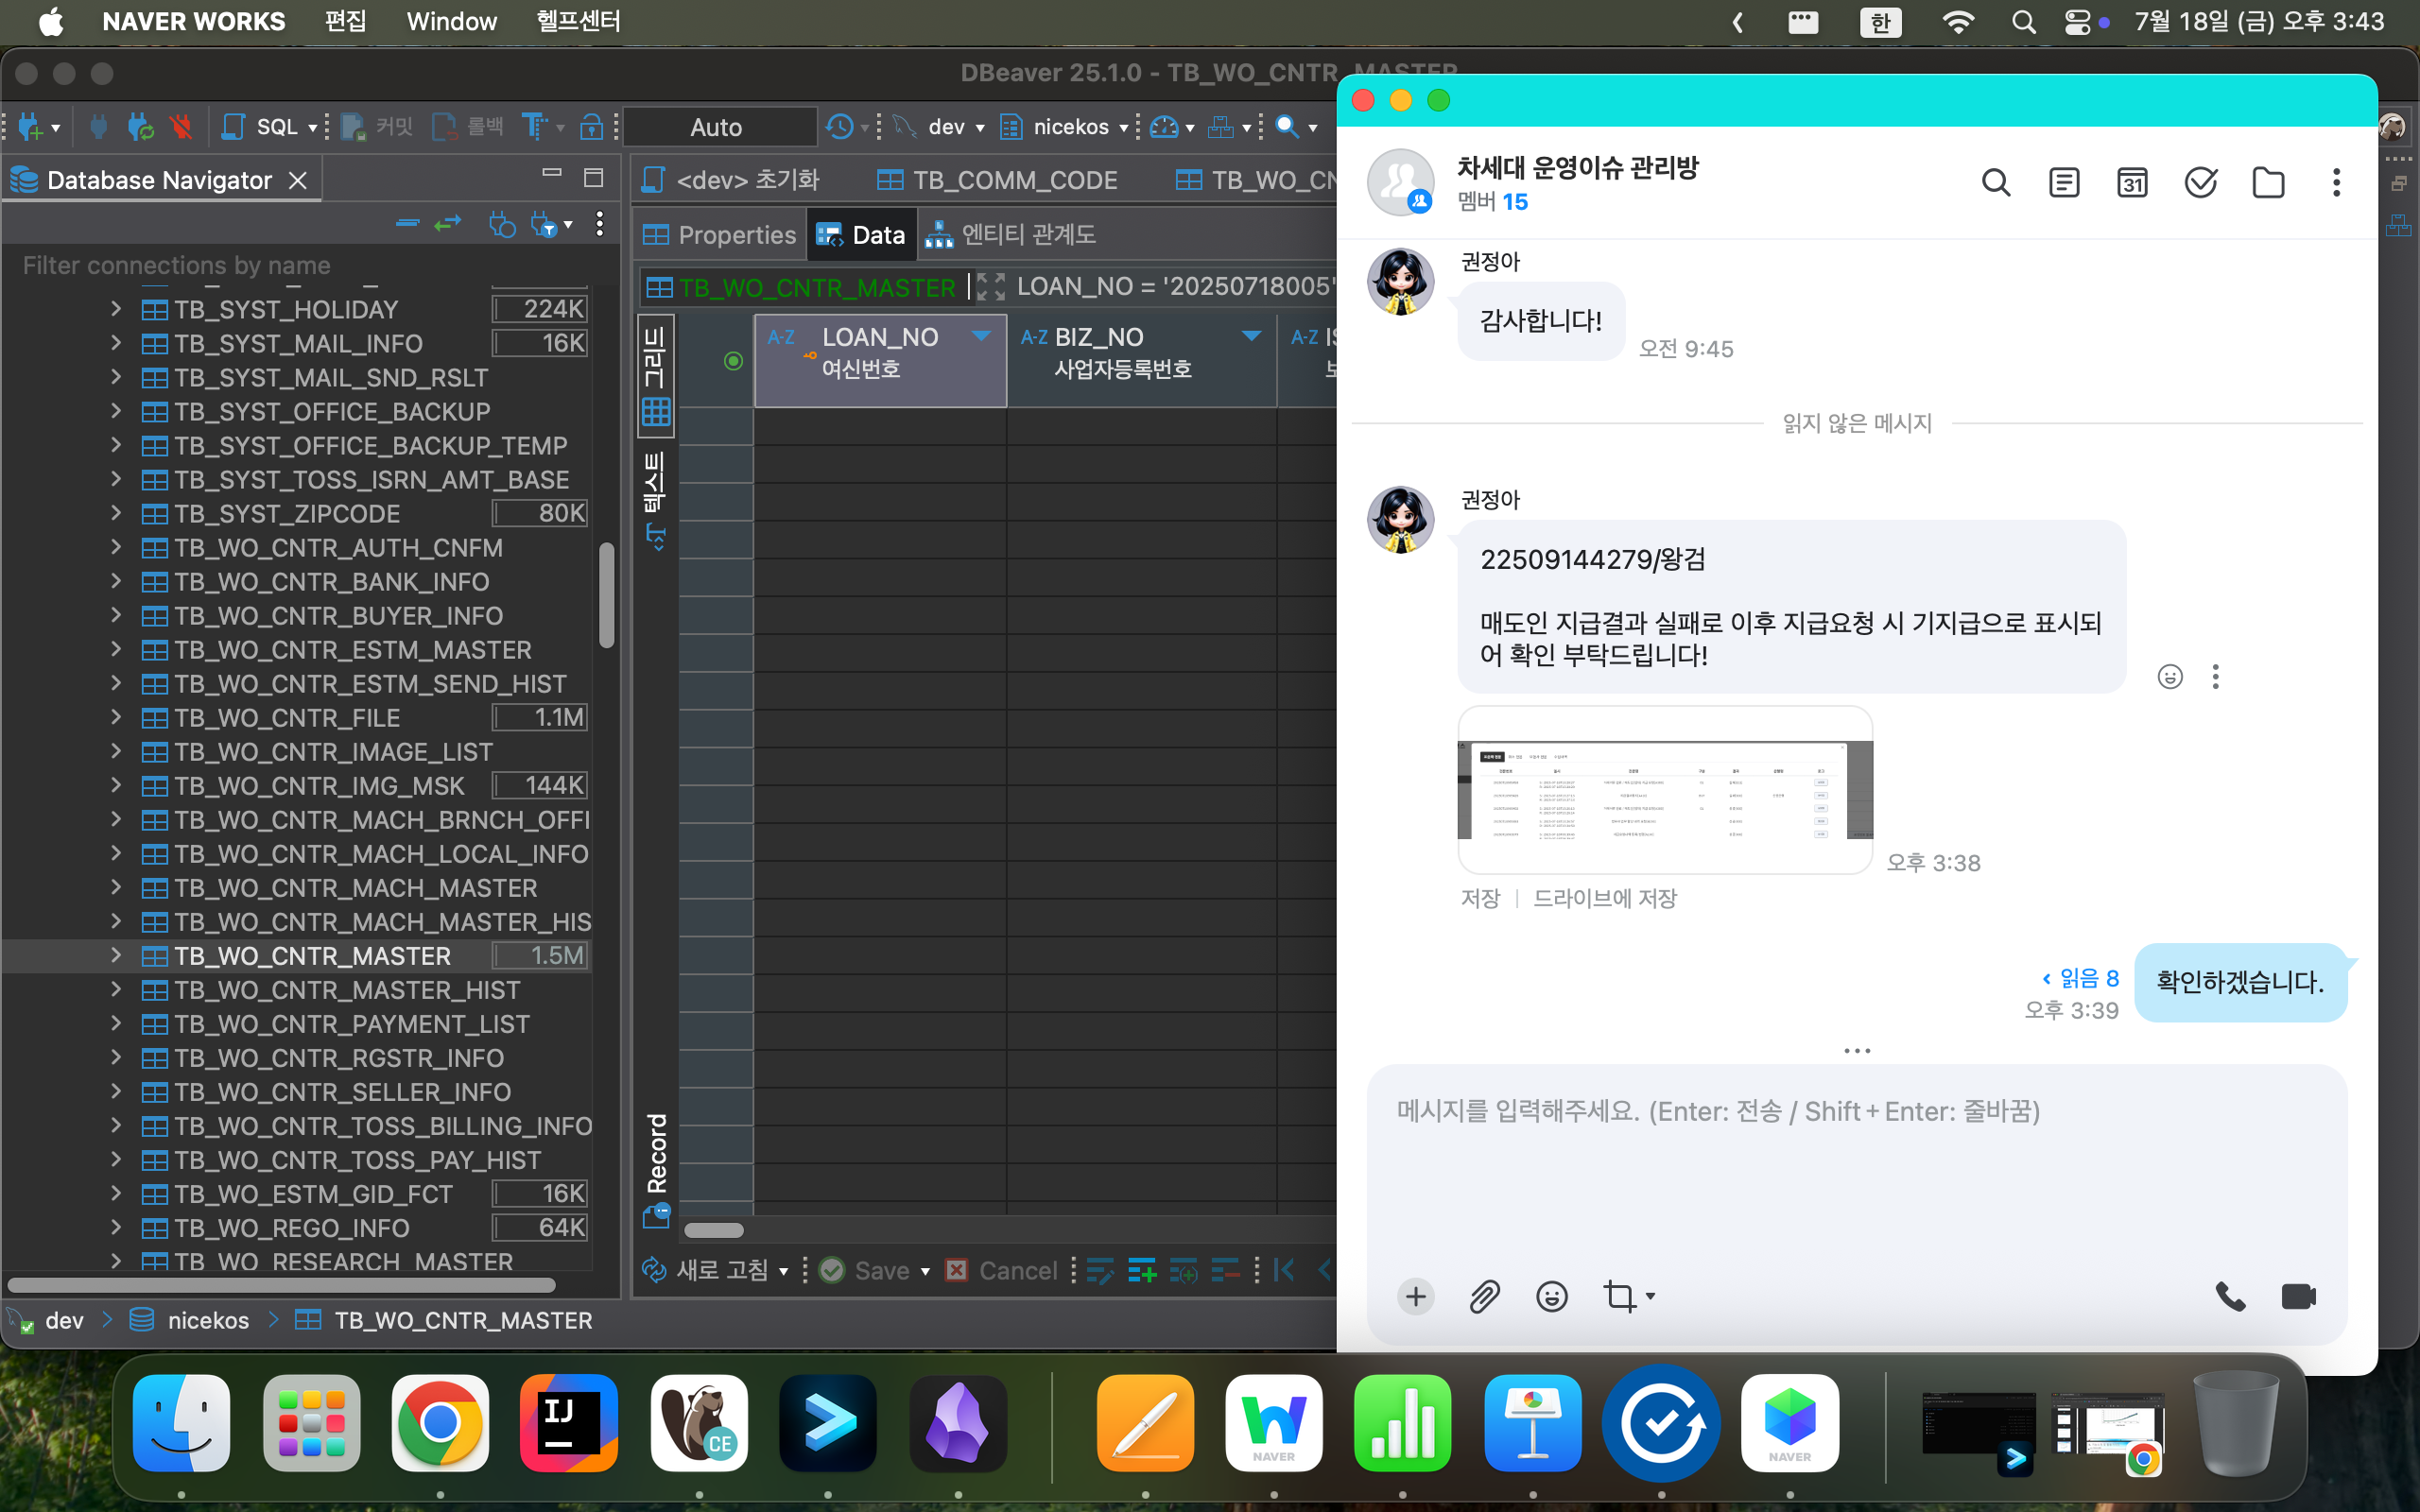 NAVER WORKS 편집 Window 헬프센터
한 7월 18일 (금) 오후 3:43
DBeaver 25.1.0 - TB_WO_CNTR_MASTER
SQL 커밋 롤백 Auto dev nicekos
Database Navigator
<dev> 초기화 TB_COMM_CODE TB_WO_CN
Properties Data 엔티티 관계도
Filter connections by name
TB_WO_CNTR_MASTER LOAN_NO = '20250718005'
그리드
텍스트
Record
A-Z LOAN_NO
여신번호
A-Z BIZ_NO
사업자등록번호
A-Z
TB_SYST_HOLIDAY 224K
TB_SYST_MAIL_INFO 16K
TB_SYST_MAIL_SND_RSLT
TB_SYST_OFFICE_BACKUP
TB_SYST_OFFICE_BACKUP_TEMP
TB_SYST_TOSS_ISRN_AMT_BASE
TB_SYST_ZIPCODE 80K
TB_WO_CNTR_AUTH_CNFM
TB_WO_CNTR_BANK_INFO
TB_WO_CNTR_BUYER_INFO
TB_WO_CNTR_ESTM_MASTER
TB_WO_CNTR_ESTM_SEND_HIST
TB_WO_CNTR_FILE 1.1M
TB_WO_CNTR_IMAGE_LIST
TB_WO_CNTR_IMG_MSK 144K
TB_WO_CNTR_MACH_BRNCH_OFFI
TB_WO_CNTR_MACH_LOCAL_INFO
TB_WO_CNTR_MACH_MASTER
TB_WO_CNTR_MACH_MASTER_HIS
TB_WO_CNTR_MASTER 1.5M
TB_WO_CNTR_MASTER_HIST
TB_WO_CNTR_PAYMENT_LIST
TB_WO_CNTR_RGSTR_INFO
TB_WO_CNTR_SELLER_INFO
TB_WO_CNTR_TOSS_BILLING_INFO
TB_WO_CNTR_TOSS_PAY_HIST
TB_WO_ESTM_GID_FCT 16K
TB_WO_REGO_INFO 64K
TB_WO_RESEARCH_MASTER
새로 고침 Save Cancel
dev nicekos TB_WO_CNTR_MASTER
차세대 운영이슈 관리방
멤버 15
31
권정아
감사합니다!
오전 9:45
읽지 않은 메시지
권정아
22509144279/왕검
매도인 지급결과 실패로 이후 지급요청 시 기지급으로 표시되
어 확인 부탁드립니다!
오후 3:38
저장 | 드라이브에 저장
읽음 8
오후 3:39
확인하겠습니다.
메시지를 입력해주세요. (Enter: 전송 / Shift+Enter: 줄바꿈)
IJ
CE
NAVER
NAVER